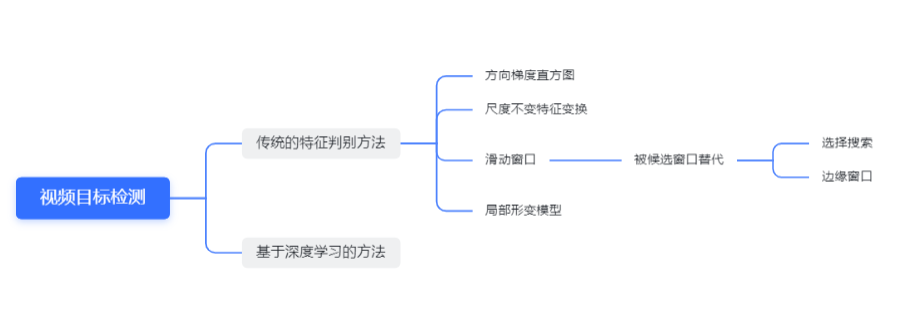 视频目标检测
传统的特征判别方法
方向梯度直方图
尺度不变特征变换
滑动窗口
被候选窗口替代
选择搜索
边缘窗口
局部形变模型
基于深度学习的方法